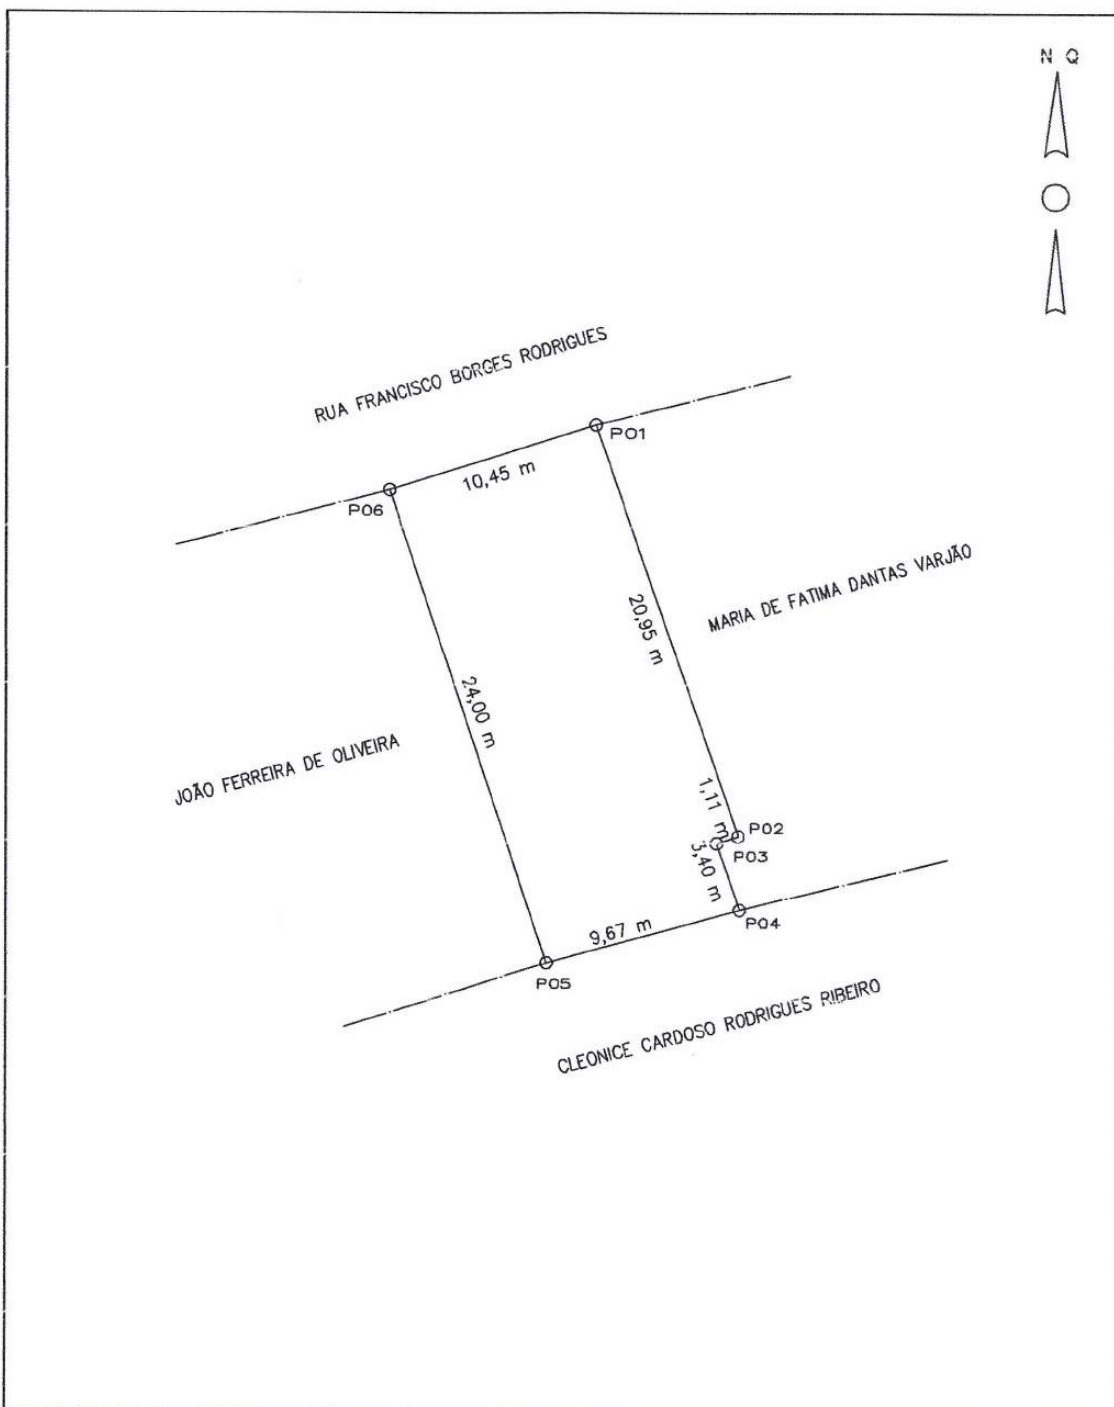 N Q
RUA FRANCISCO BORGES RODRIGUES
P01
10,45 m
P06
MARIA DE FATIMA DANTAS VARJÃO
20,95 m
24,00 m
JOÃO FERREIRA DE OLIVEIRA
1,11 m
P02
P03
3,40 m
P04
9,67 m
P05
CLEONICE CARDOSO RODRIGUES RIBEIRO